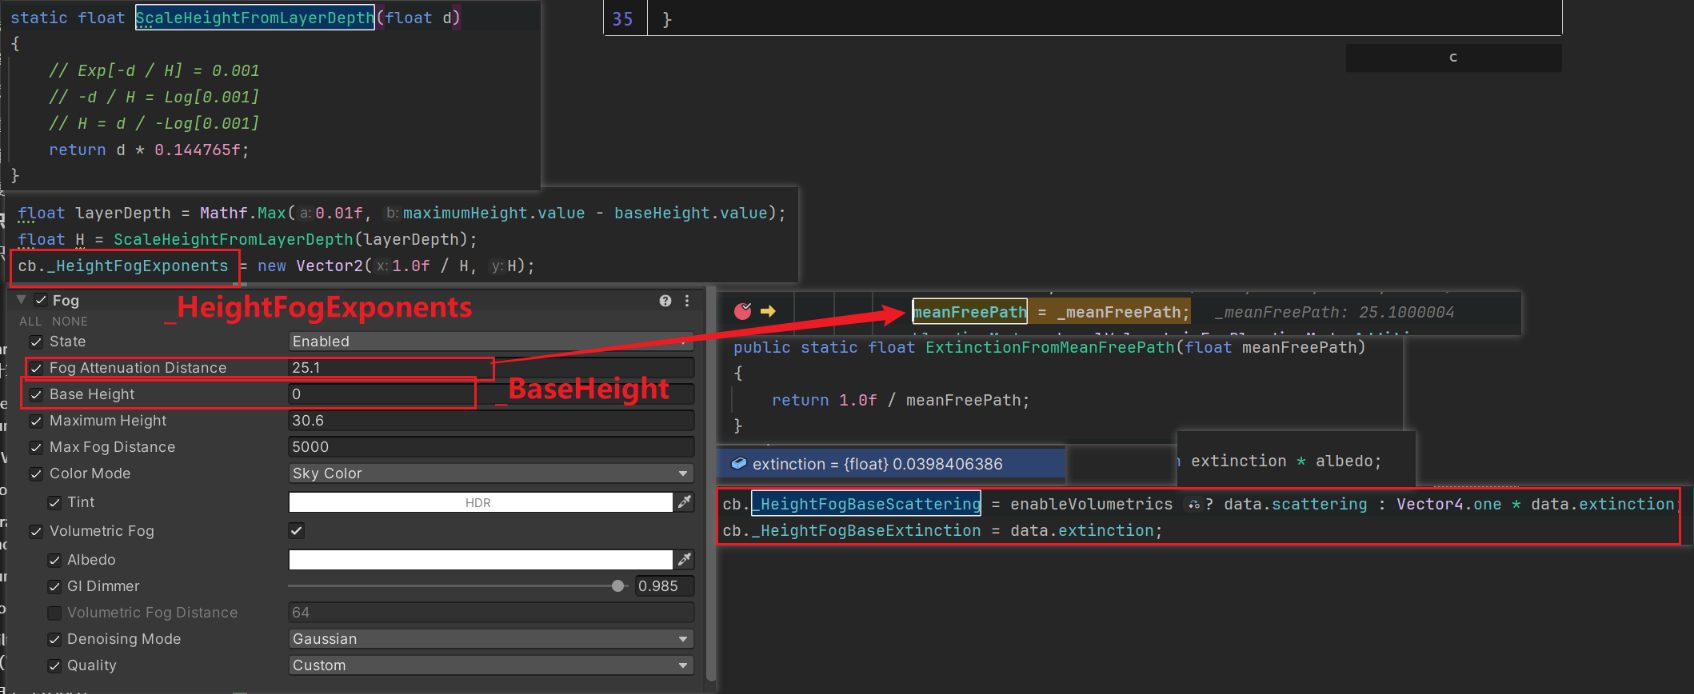 static float ScaleHeightFromLayerDepth(float d)
{
// Exp[-d / H] = 0.001
// -d / H = Log[0.001]
// H = d / -Log[0.001]
return d * 0.144765f;
}
35 }
c
float layerDepth = Mathf.Max(a:0.01f, b:maximumHeight.value - baseHeight.value);
float H = ScaleHeightFromLayerDepth(layerDepth);
cb._HeightFogExponents = new Vector2(x:1.0f / H, y:H);
Fog
_HeightFogExponents
ALL NONE
State Enabled
Fog Attenuation Distance 25.1
Base Height 0
_BaseHeight
Maximum Height 30.6
Max Fog Distance 5000
Color Mode Sky Color
Tint HDR
Volumetric Fog
Albedo
GI Dimmer 0.985
Volumetric Fog Distance 64
Denoising Mode Gaussian
Quality Custom
meanFreePath = _meanFreePath; _meanFreePath: 25.1000004
public static float ExtinctionFromMeanFreePath(float meanFreePath)
{
return 1.0f / meanFreePath;
}
extinction = {float} 0.0398406386
extinction * albedo;
cb._HeightFogBaseScattering = enableVolumetrics ? data.scattering : Vector4.one * data.extinction;
cb._HeightFogBaseExtinction = data.extinction;